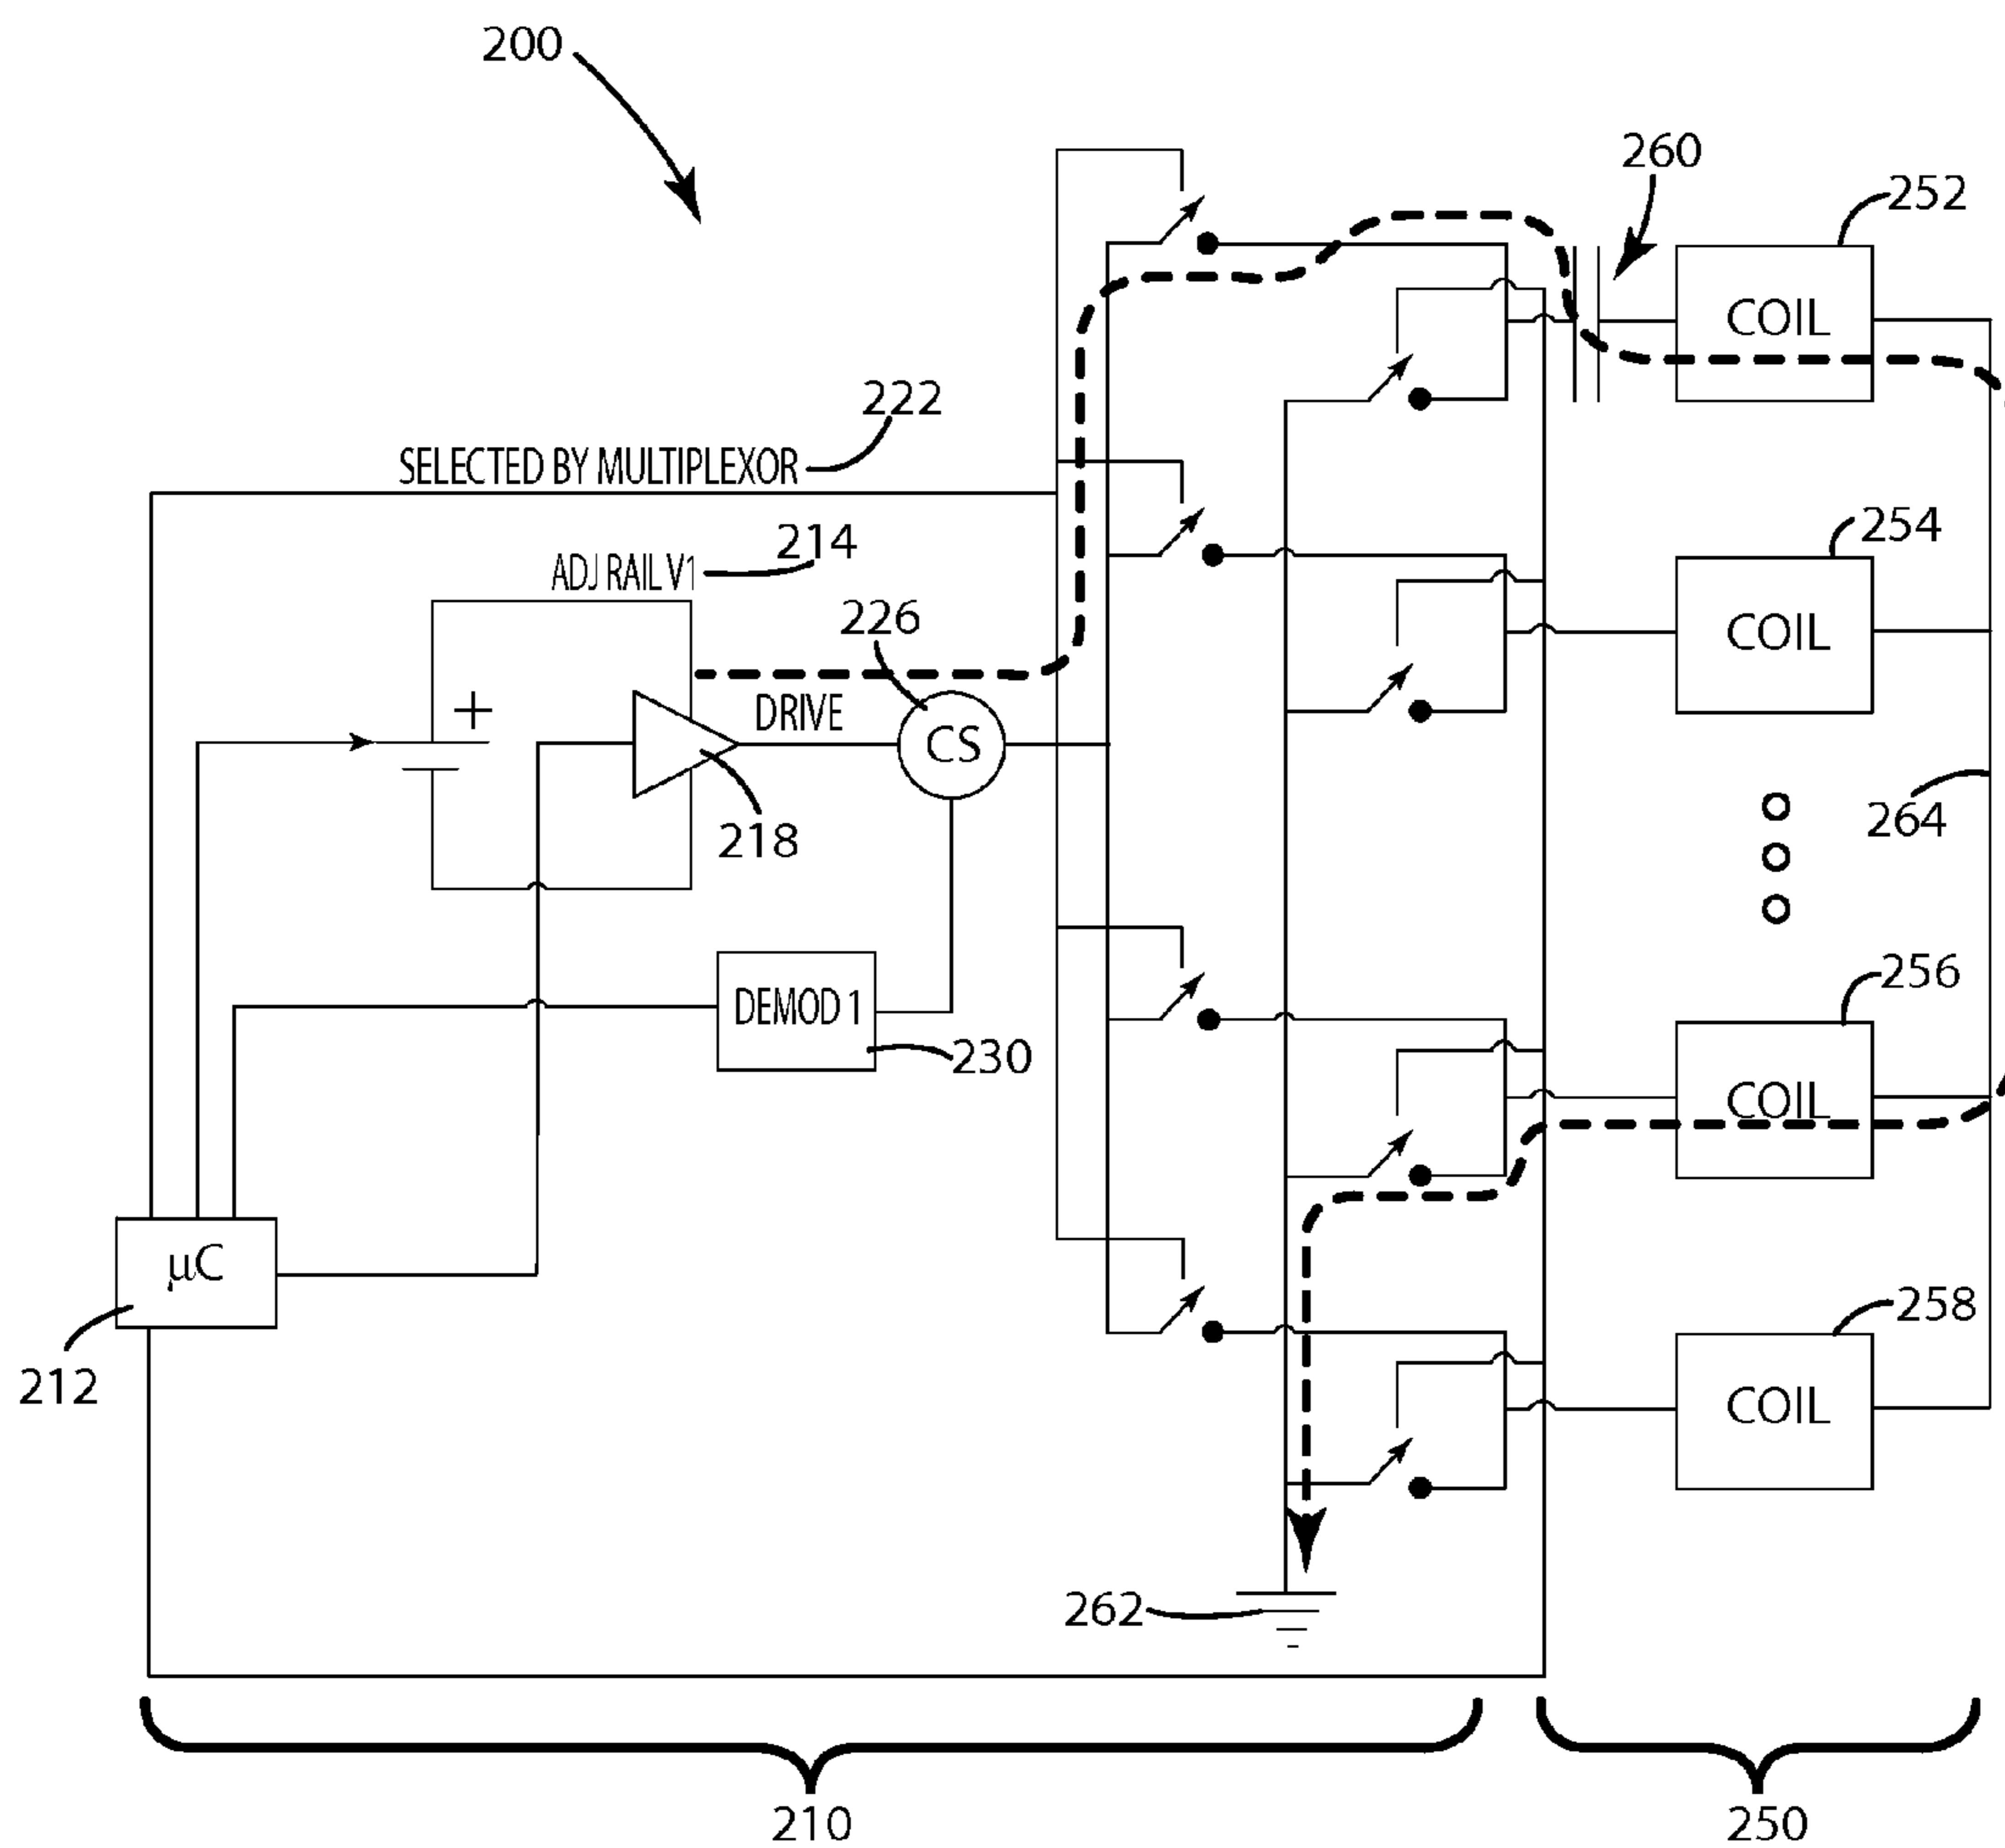 200
260
252
COIL
222
SELECTED BY MULTIPLEXOR
214
ADJ RAIL V1
254
COIL
226
+
DRIVE
CS
218
264
256
COIL
DEMOD 1
230
µC
212
258
COIL
262
210
250